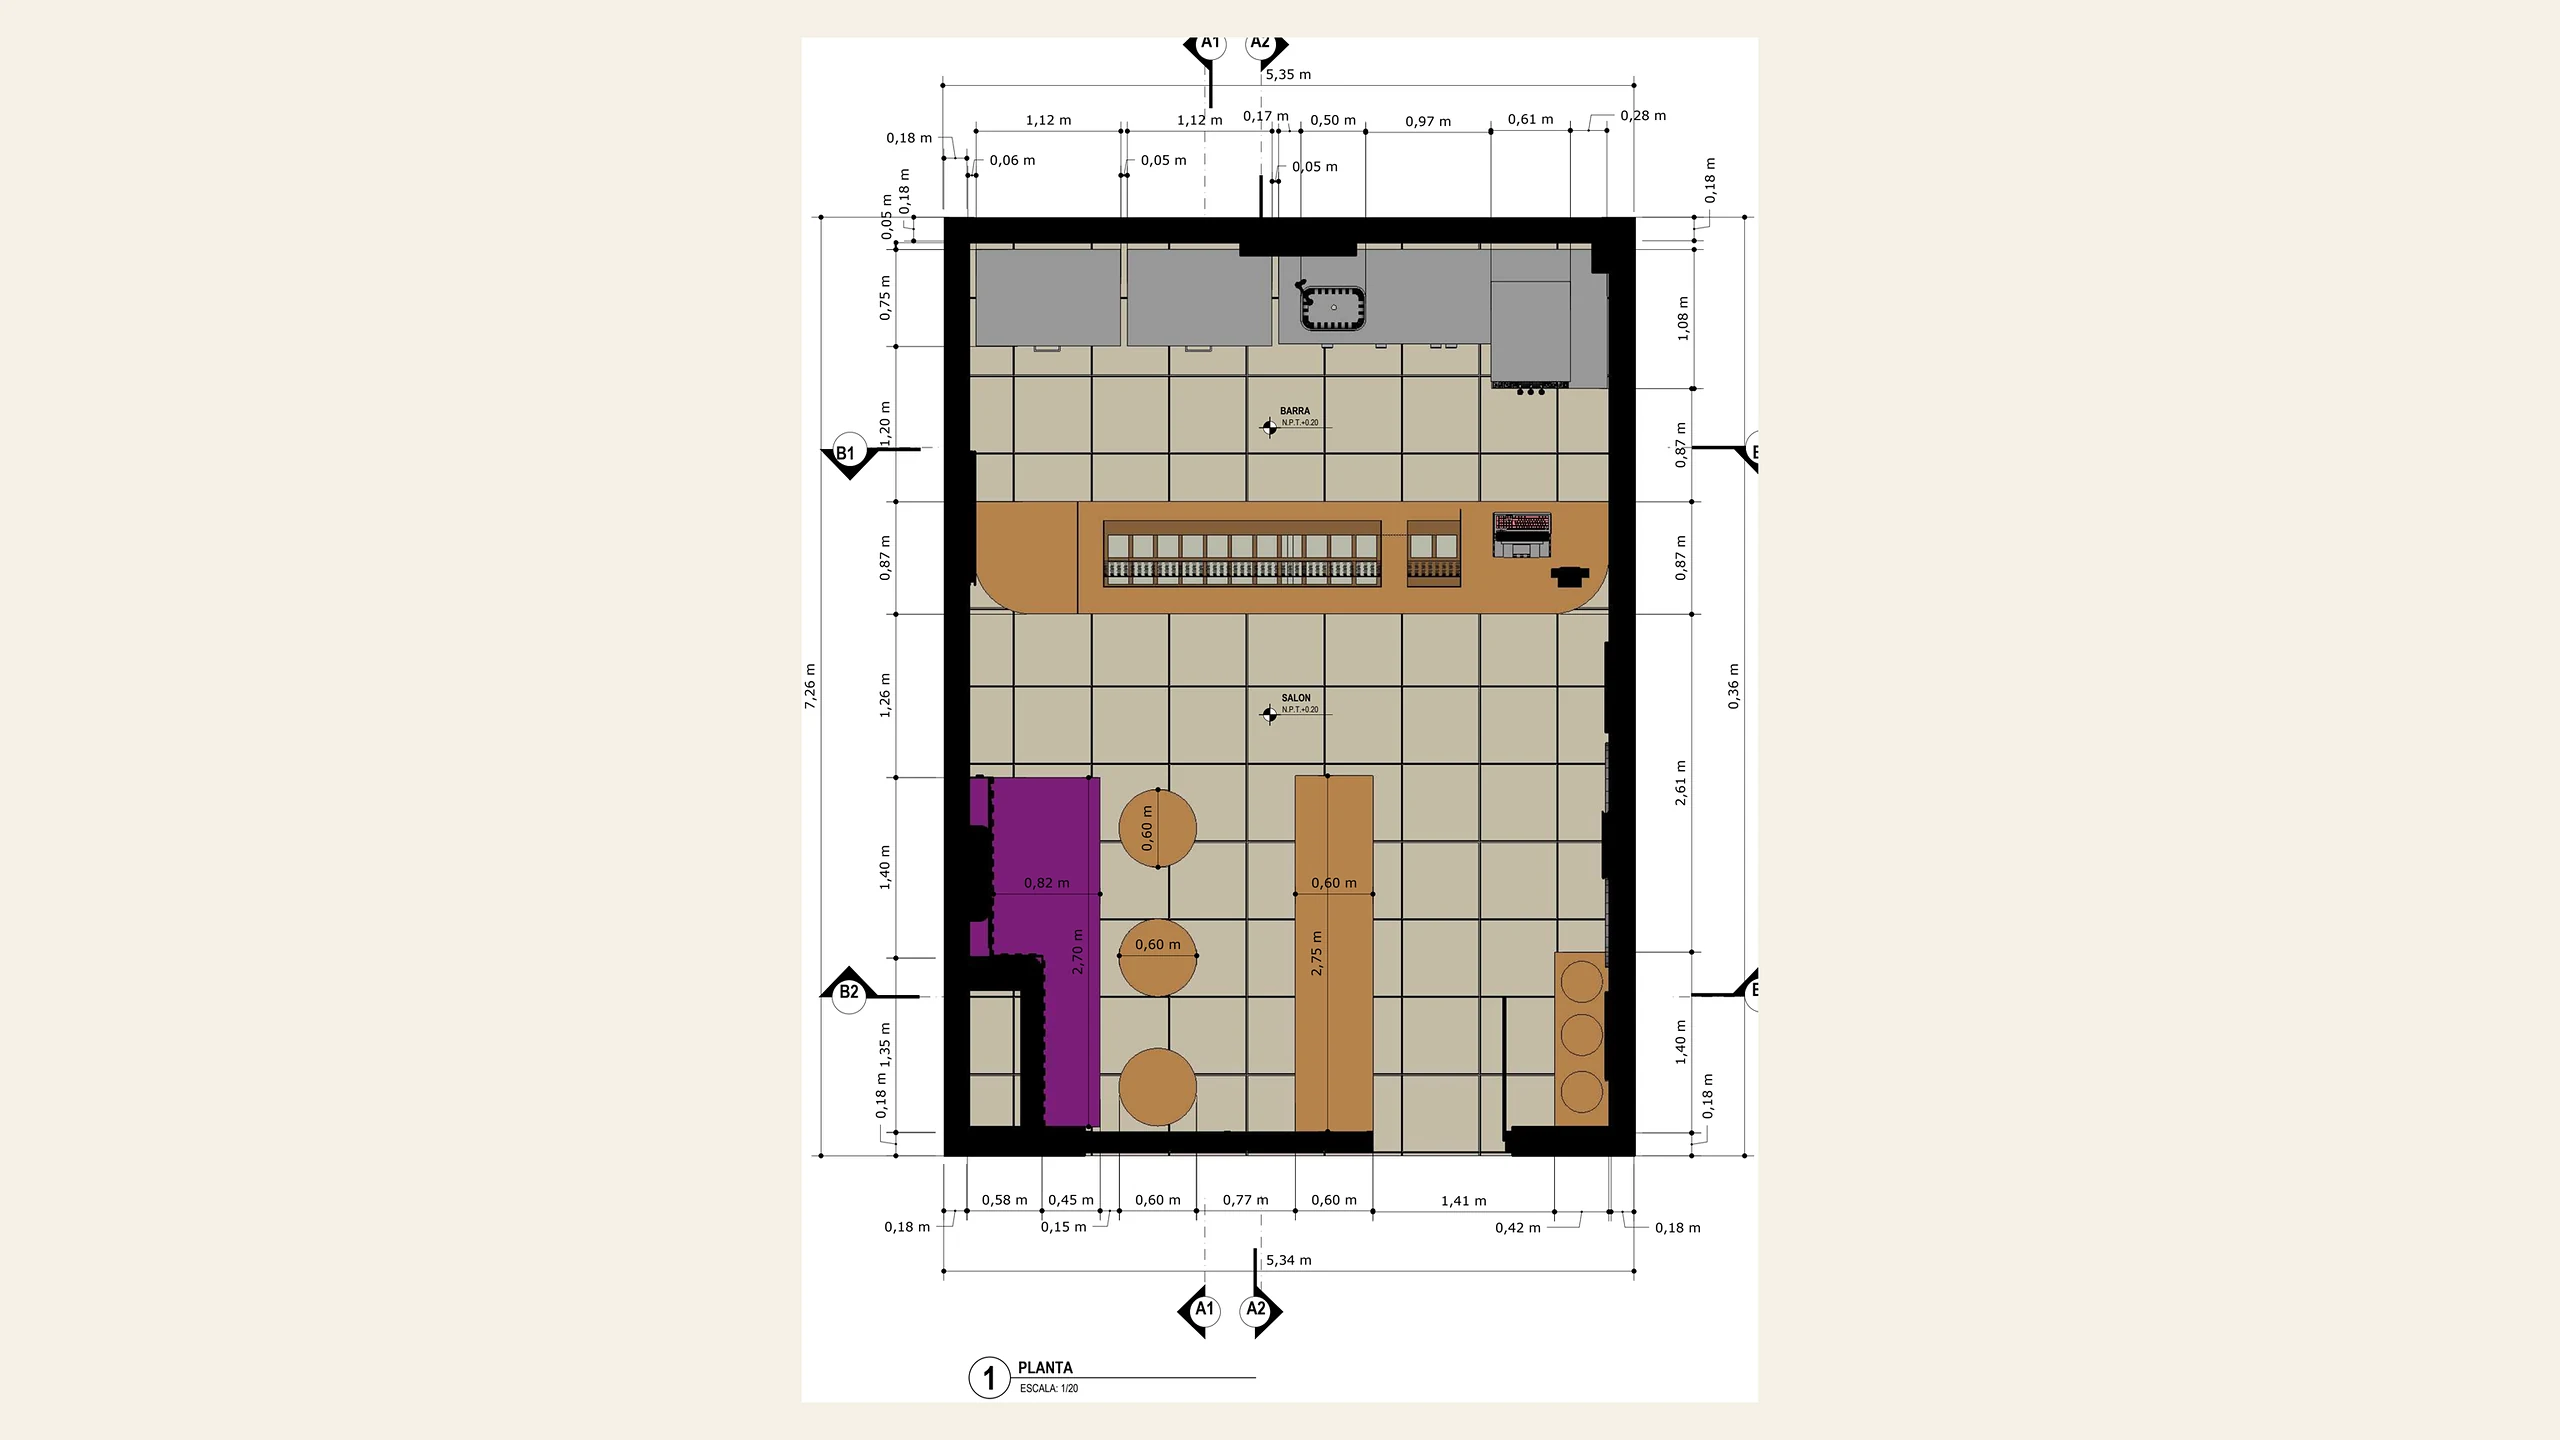 A1 A2
5,35 m
1,12 m 1,12 m 0,17 m 0,50 m 0,97 m 0,61 m 0,28 m
0,18 m
0,06 m 0,05 m 0,05 m
0,18 m
0,05 m
0,18 m
0,75 m
1,08 m
BARRA
N.P.T.+0.20
1,20 m
0,87 m
B1
0,87 m
0,87 m
7,26 m
1,26 m
SALON
N.P.T.+0.20
0,36 m
2,61 m
0,60 m
1,40 m
0,82 m
0,60 m
0,60 m
2,70 m
2,75 m
B2
1,35 m
1,40 m
0,18 m
0,18 m
0,58 m 0,45 m 0,60 m 0,77 m 0,60 m 1,41 m
0,18 m 0,15 m 0,42 m 0,18 m
5,34 m
A1 A2
1 PLANTA
ESCALA: 1/20